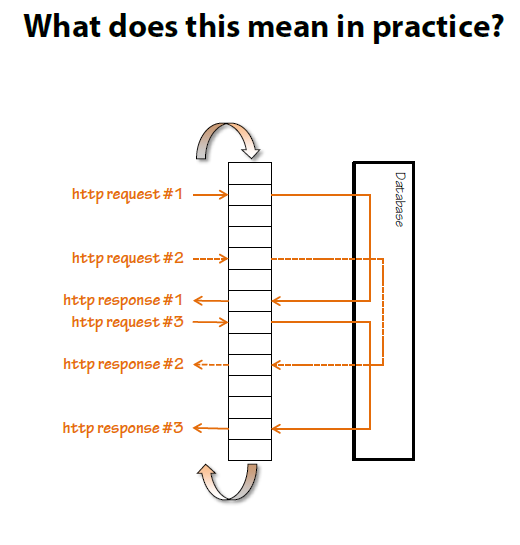 What does this mean in practice?
Database
http request #1
http request #2
http response #1
http request #3
http response #2
http response #3